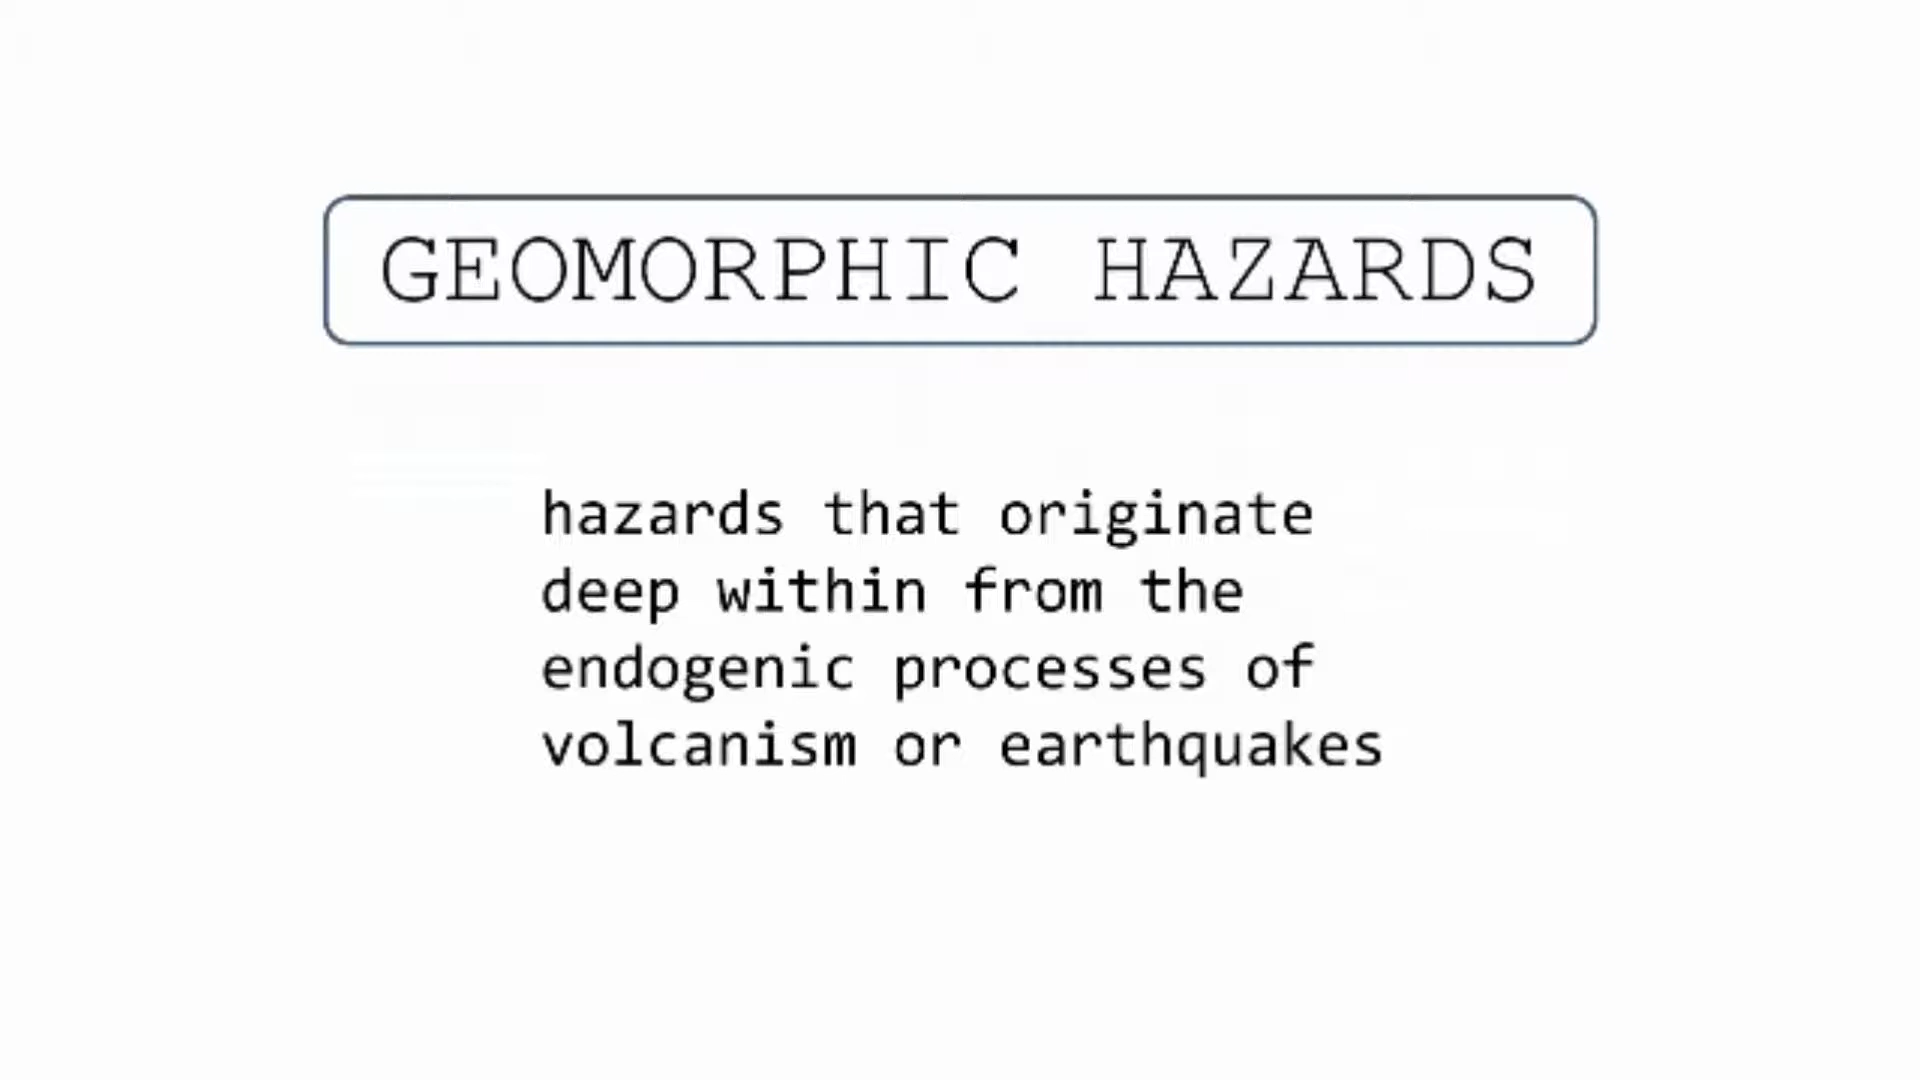 GEOMORPHIC HAZARDS
hazards that originate
deep within from the
endogenic processes of
volcanism or earthquakes